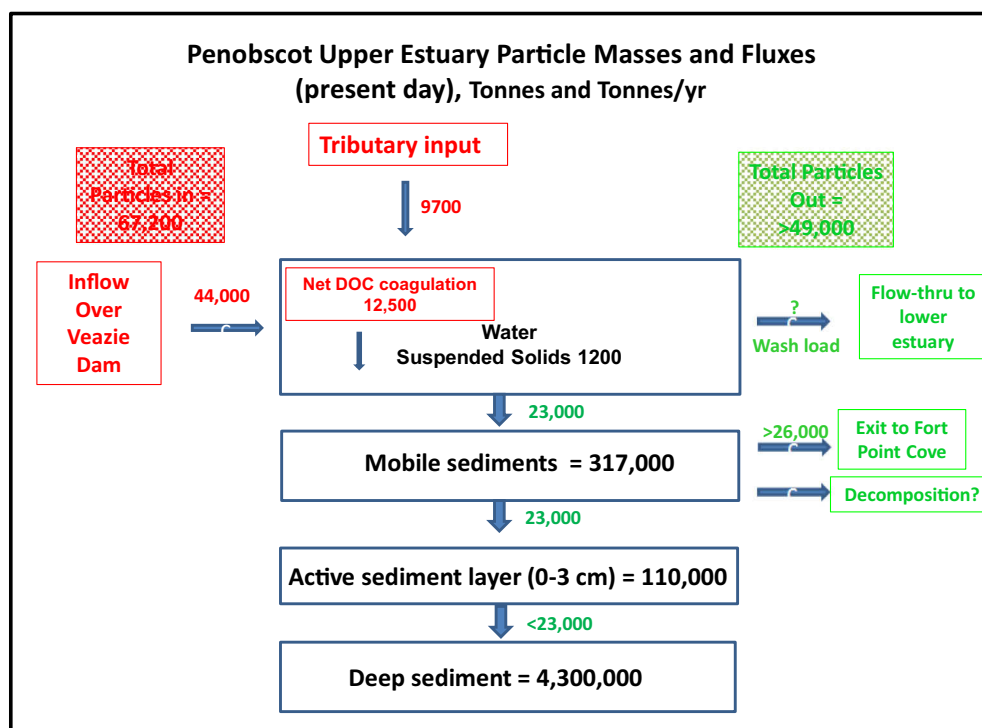 Penobscot Upper Estuary Particle Masses and Fluxes
(present day), Tonnes and Tonnes/yr
Tributary input
Total
Particles in =
67,200
Total Particles
Out =
>49,000
9700
Inflow
Over
Veazie
Dam
44,000
Net DOC coagulation
12,500
Water
Suspended Solids 1200
?
Wash load
Flow-thru to
lower
estuary
23,000
Mobile sediments = 317,000
>26,000
Exit to Fort
Point Cove
Decomposition?
23,000
Active sediment layer (0-3 cm) = 110,000
<23,000
Deep sediment = 4,300,000